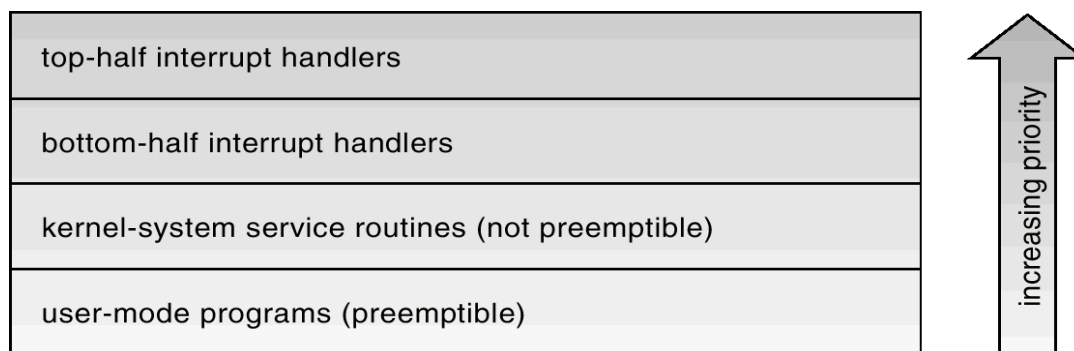 top-half interrupt handlers
bottom-half interrupt handlers
kernel-system service routines (not preemptible)
user-mode programs (preemptible)
increasing priority